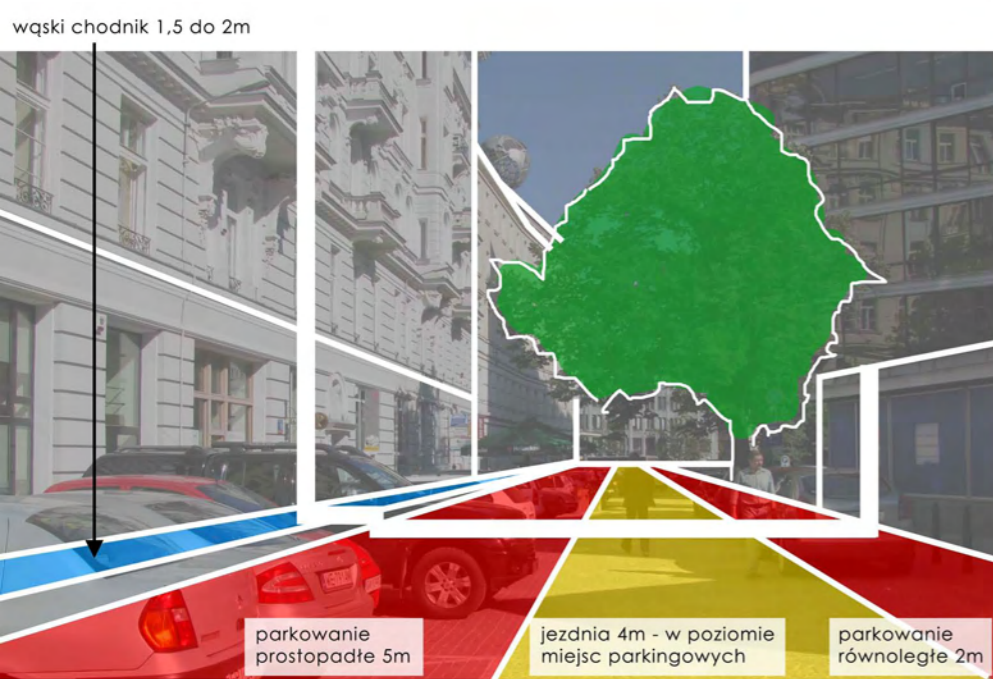 wąski chodnik 1,5 do 2m
parkowanie
prostopadłe 5m
jezdnia 4m - w poziomie
miejsc parkingowych
parkowanie
równoległe 2m